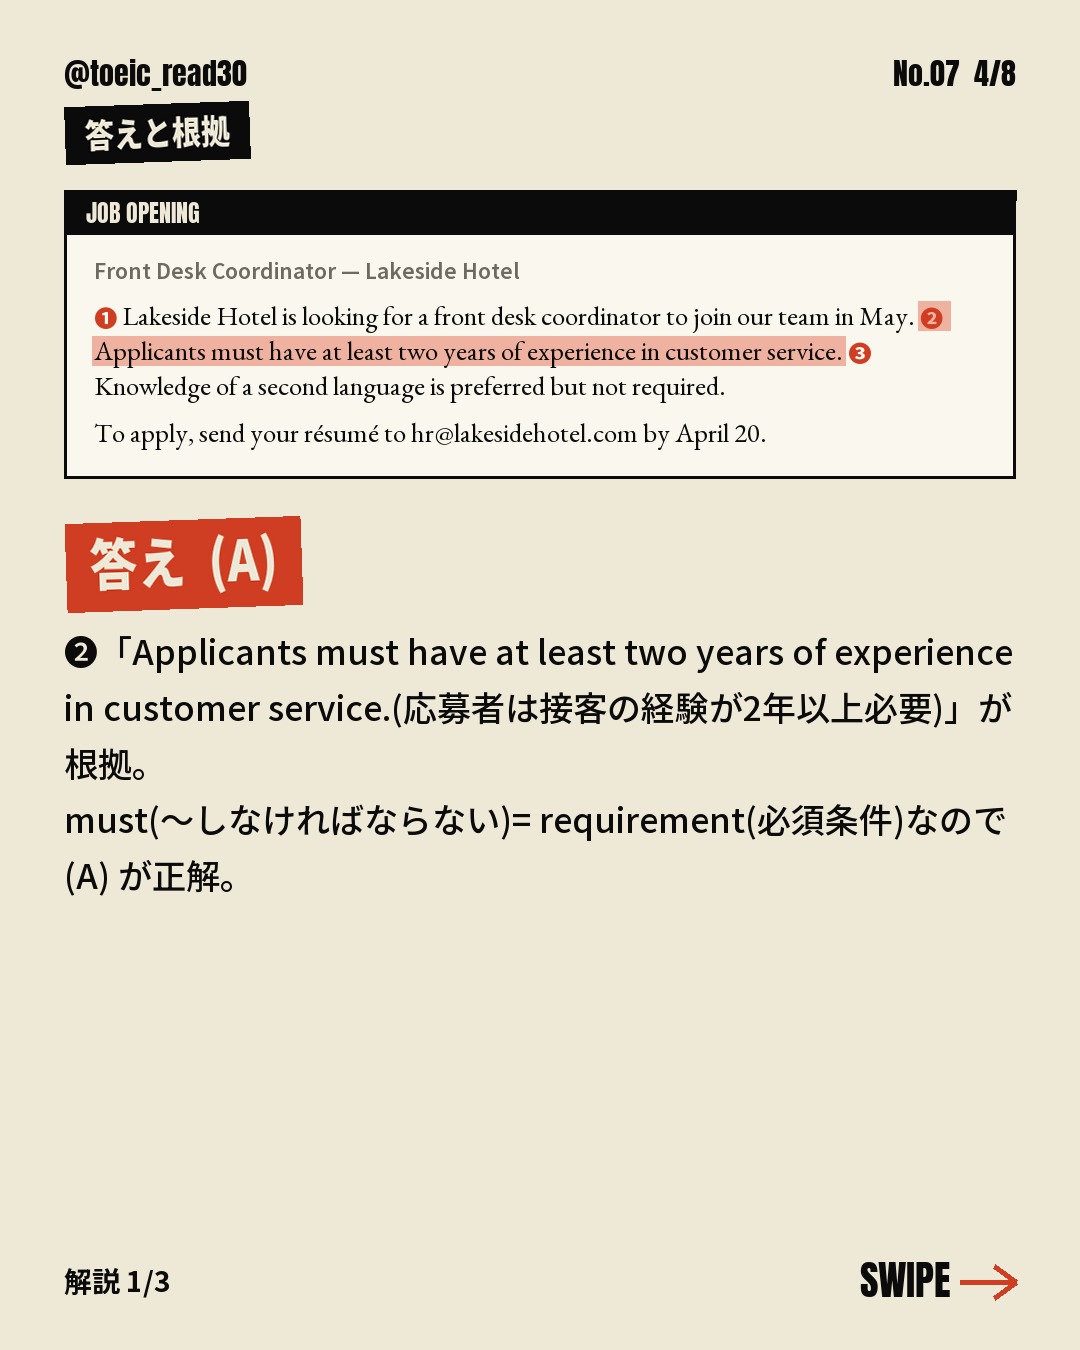 @toeic_read30
No.07 4/8
答えと根拠
JOB OPENING
Front Desk Coordinator — Lakeside Hotel
❶ Lakeside Hotel is looking for a front desk coordinator to join our team in May. ❷
Applicants must have at least two years of experience in customer service. ❸
Knowledge of a second language is preferred but not required.
To apply, send your résumé to hr@lakesidehotel.com by April 20.
答え (A)
❷「Applicants must have at least two years of experience
in customer service.(応募者は接客の経験が2年以上必要)」が
根拠。
must(〜しなければならない)= requirement(必須条件)なので
(A) が正解。
解説 1/3
SWIPE